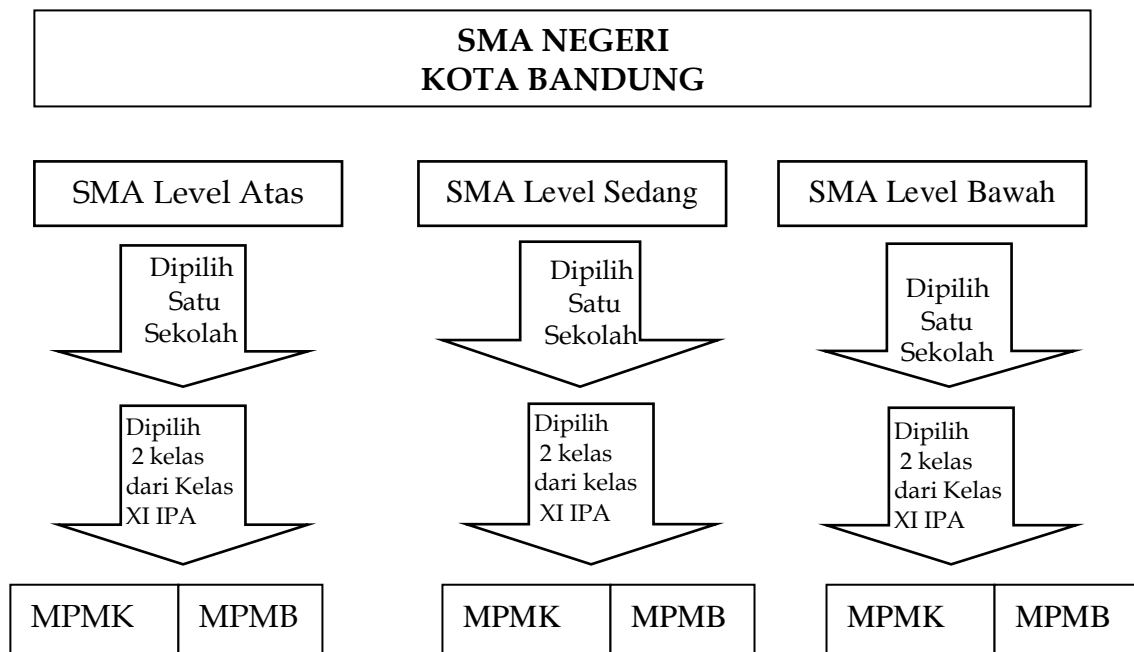 SMA NEGERI
KOTA BANDUNG
SMA Level Atas
SMA Level Sedang
SMA Level Bawah
Dipilih
Satu
Sekolah
Dipilih
Satu
Sekolah
Dipilih
Satu
Sekolah
Dipilih
2 kelas
dari Kelas
XI IPA
Dipilih
2 kelas
dari kelas
XI IPA
Dipilih
2 kelas
dari Kelas
XI IPA
MPMK
MPMB
MPMK
MPMB
MPMK
MPMB